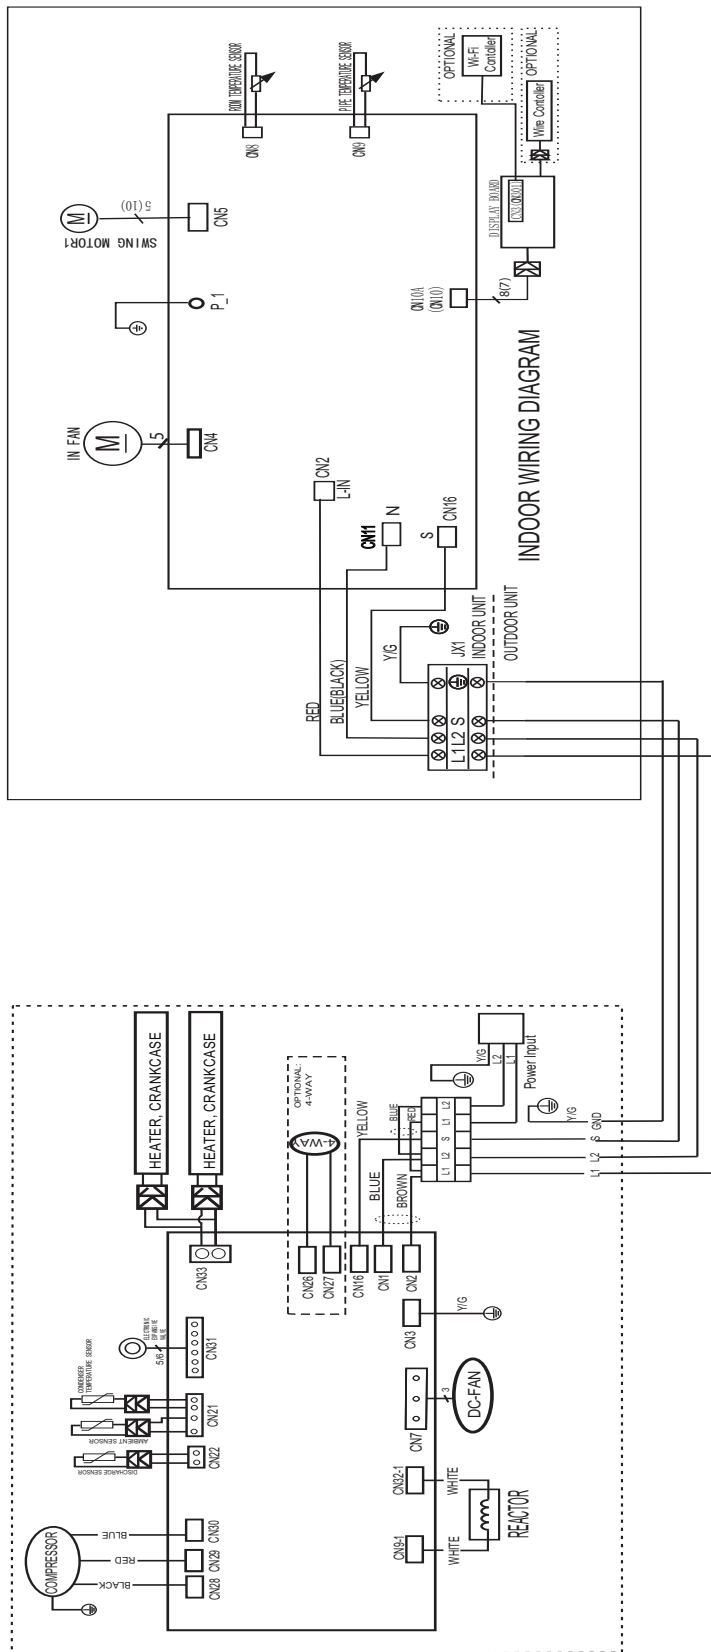 ROOM TEMPERATURE SENSOR
CN8
PIPE TEMPERATURE SENSOR
CN9
OPTIONAL
Wi-Fi
Contoller
OPTIONAL
Wire Contoller
DISPLAY BOARD
M
SWING MOTOR1
5(10)
CN5
P_1
CN10A
(CN10)
8(7)
IN FAN
M
5
CN4
CN2
L-IN
CN11
N
S
CN16
INDOOR WIRING DIAGRAM
RED
BLUE(BLACK)
YELLOW
Y/G
JX1
INDOOR UNIT
OUTDOOR UNIT
L1 L2 S
HEATER, CRANKCASE
HEATER, CRANKCASE
CN33
OPTIONAL:
4-WAY
4-WAY
CN26
CN27
YELLOW
BLUE
BROWN
CN16
CN1
CN2
BLUE
RED
L1
L2
S
L1
L2
Y/G
L2
L1
Power Input
Y/G
GND
S
L2
L1
CN3
Y/G
ELECTRONIC
EXPANSIVE
VALVE
5/6
CN31
CONDENSER
TEMPERATURE SENSOR
AMBIENT SENSOR
CN21
DISCHARGE SENSOR
CN22
CN7
3
DC-FAN
COMPRESSOR
BLUE
RED
BLACK
CN30
CN29
CN28
CN32-1
WHITE
CN9-1
WHITE
REACTOR